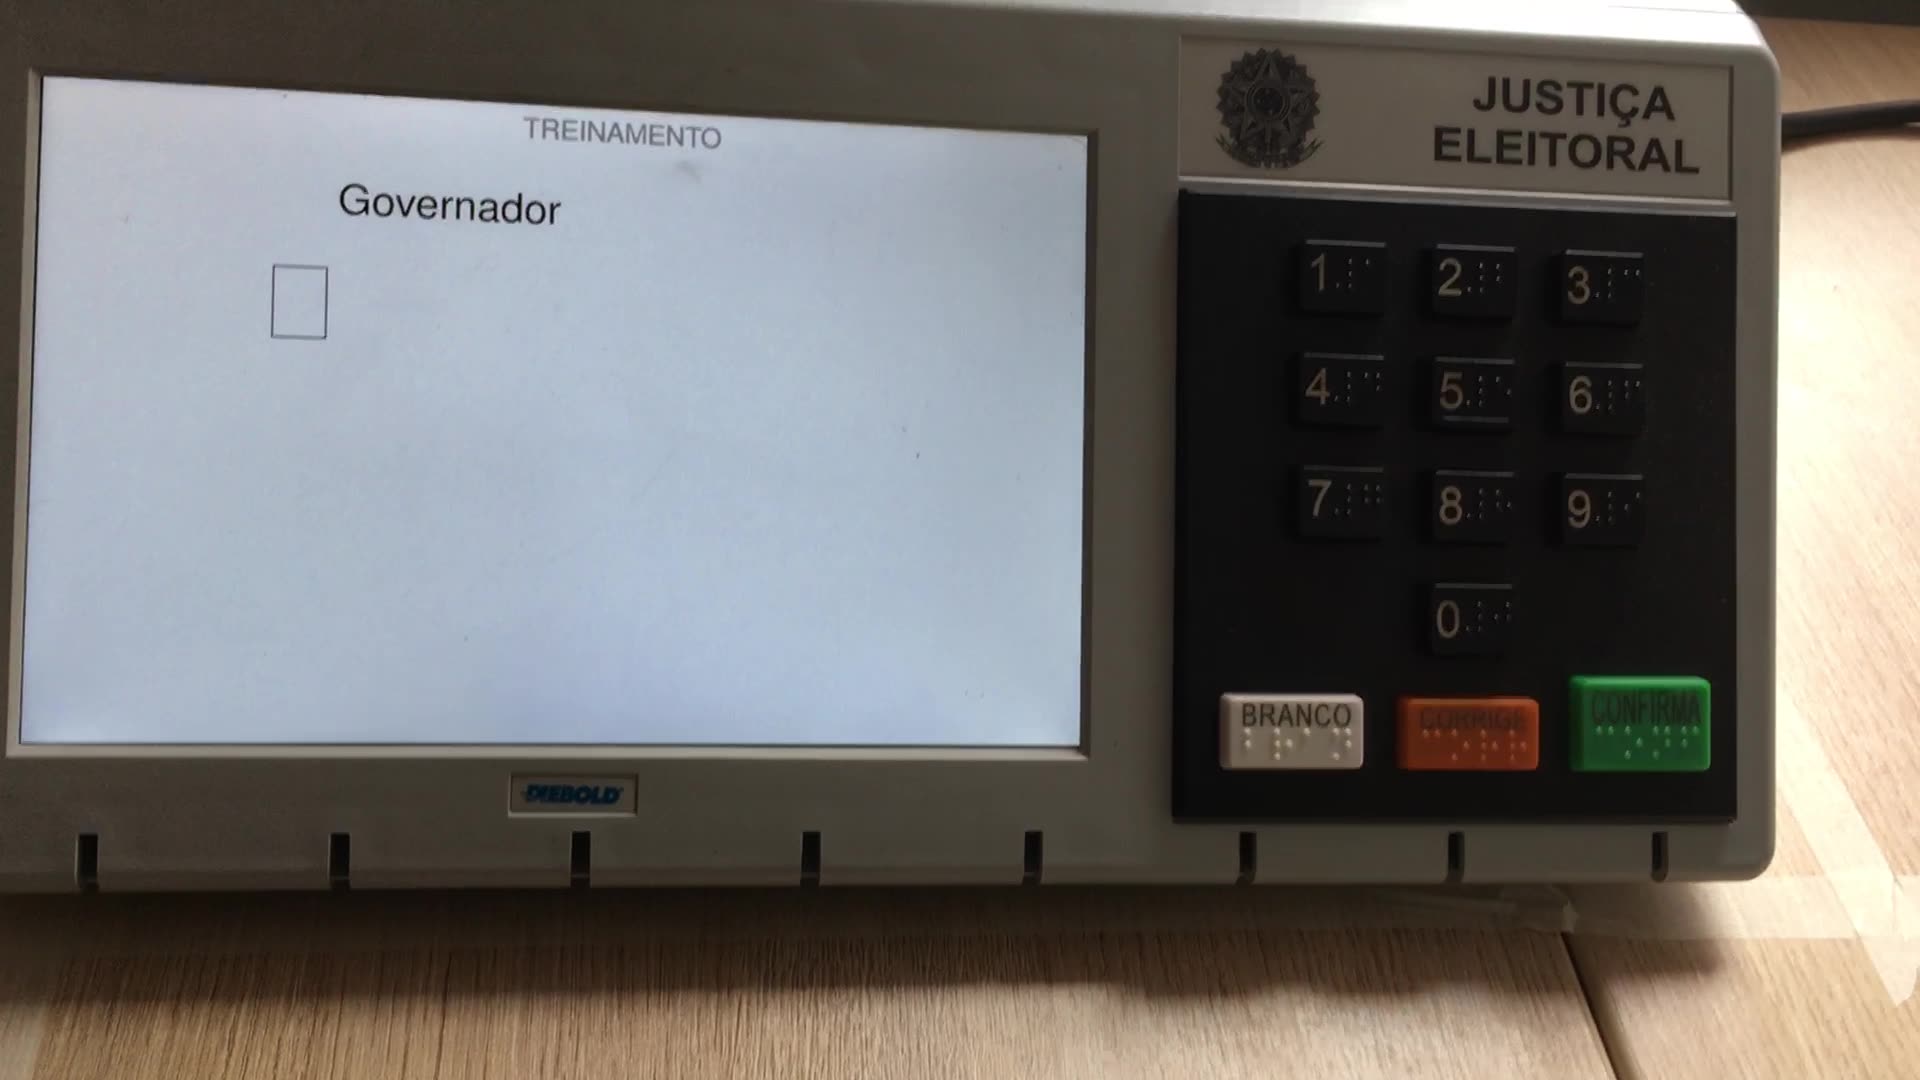 TREINAMENTO
Governador
JUSTIÇA
ELEITORAL
1
2
3
4
5
6
7
8
9
0
BRANCO
CORRIGE
CONFIRMA
DIEBOLD